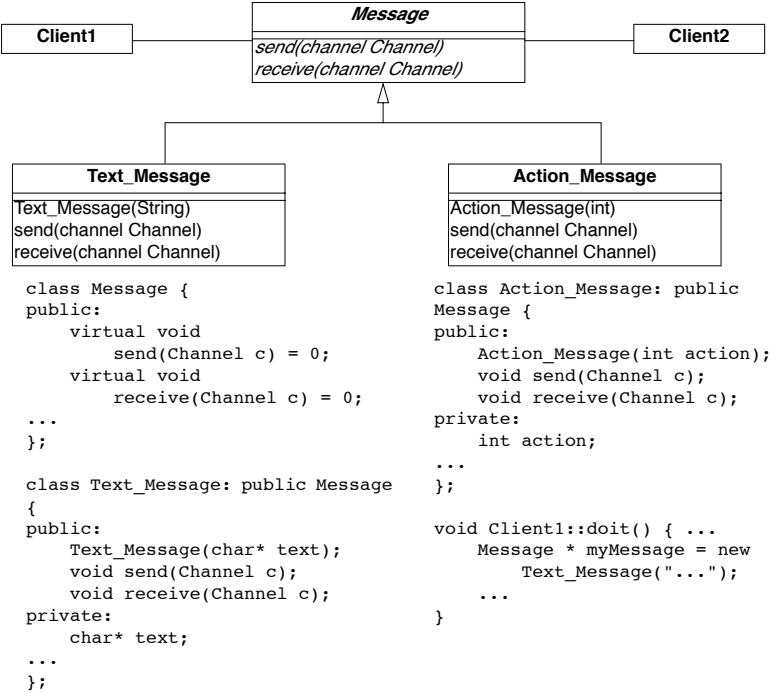 Message
Client1
send(channel Channel)
receive(channel Channel)
Client2
Text_Message
Text_Message(String)
send(channel Channel)
receive(channel Channel)
Action_Message
Action_Message(int)
send(channel Channel)
receive(channel Channel)
class Message {
public:
    virtual void
        send(Channel c) = 0;
    virtual void
        receive(Channel c) = 0;
...
};
class Text_Message: public Message
{
public:
    Text_Message(char* text);
    void send(Channel c);
    void receive(Channel c);
private:
    char* text;
...
};
class Action_Message: public
Message {
public:
    Action_Message(int action);
    void send(Channel c);
    void receive(Channel c);
private:
    int action;
...
};
void Client1::doit() { ...
    Message * myMessage = new
        Text_Message("...");
    ...
}